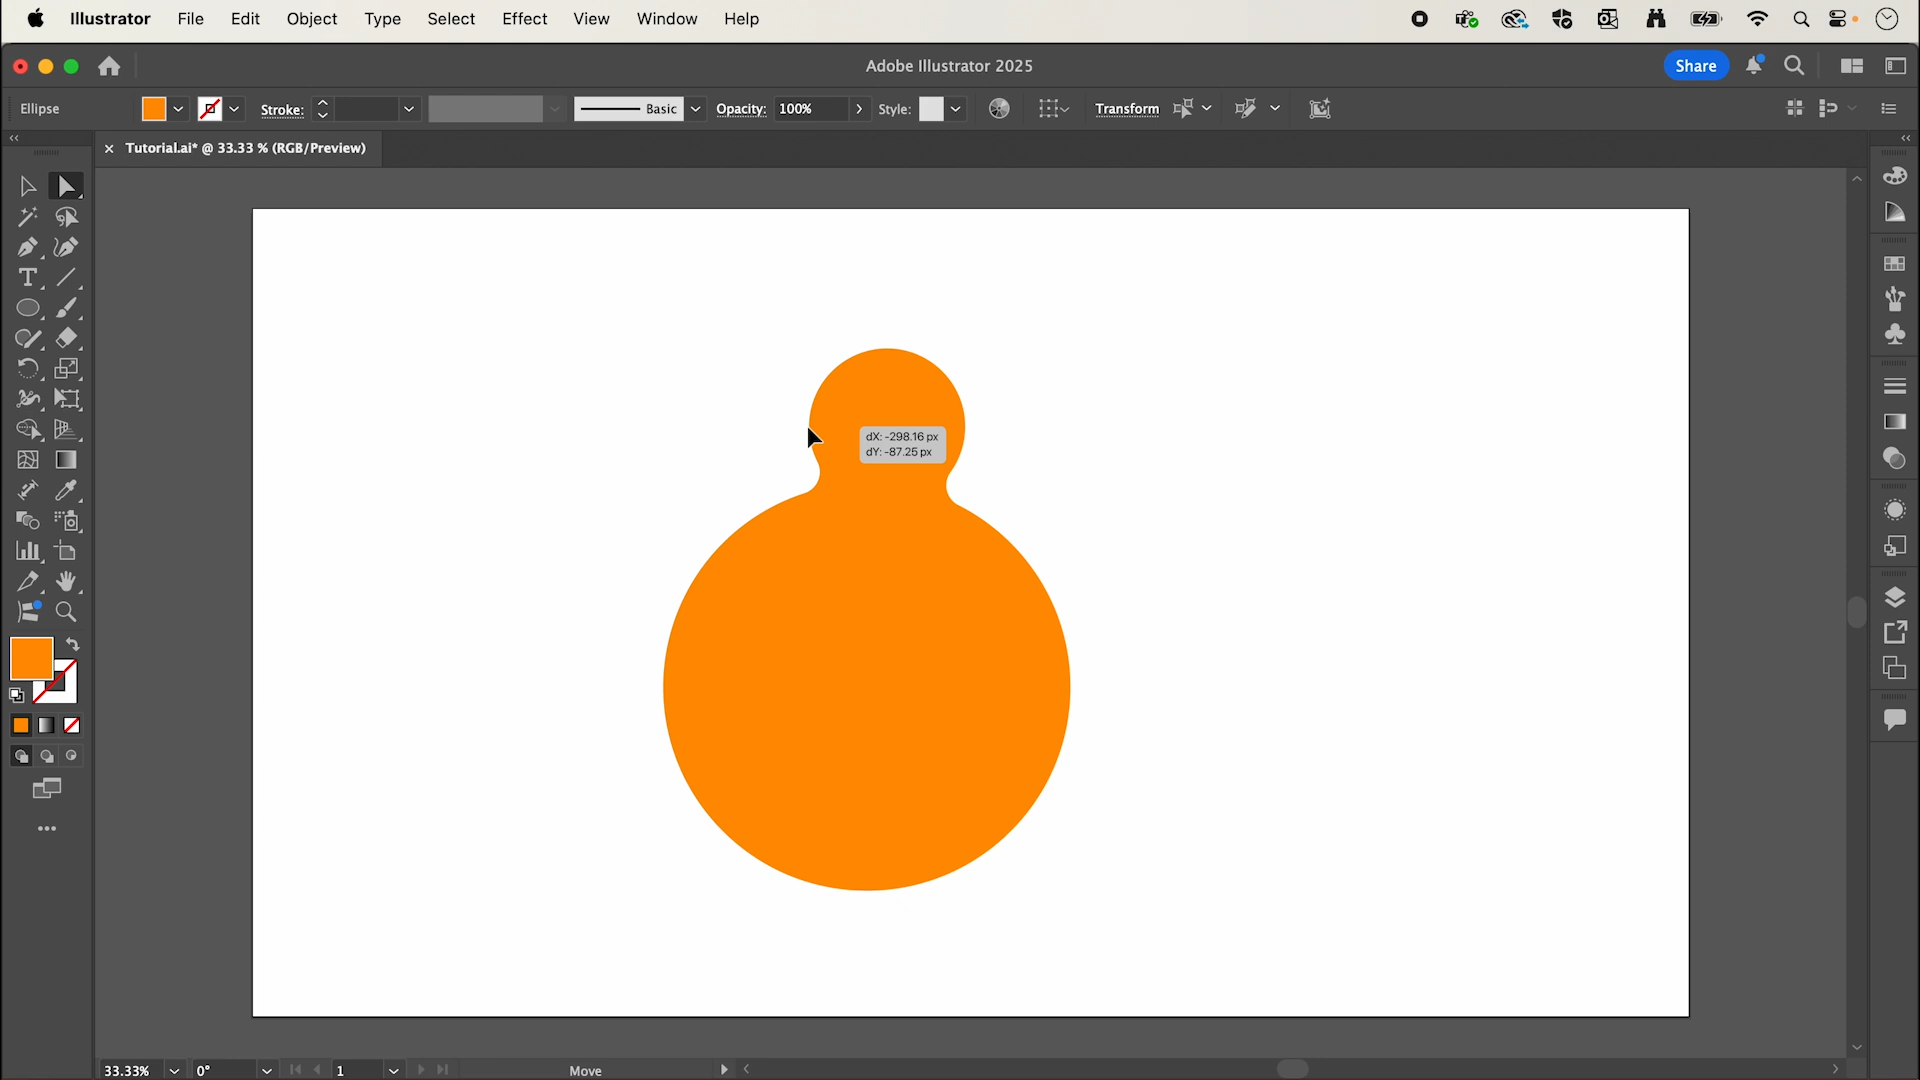 Illustrator File Edit Object Type Select Effect View Window Help
Adobe Illustrator 2025
Share
Ellipse
Stroke:
Basic
Opacity:
100%
Style:
Transform
× Tutorial.ai* @ 33.33 % (RGB/Preview)
dX: -298.16 px
dY: -87.25 px
33.33%
0°
1
Move